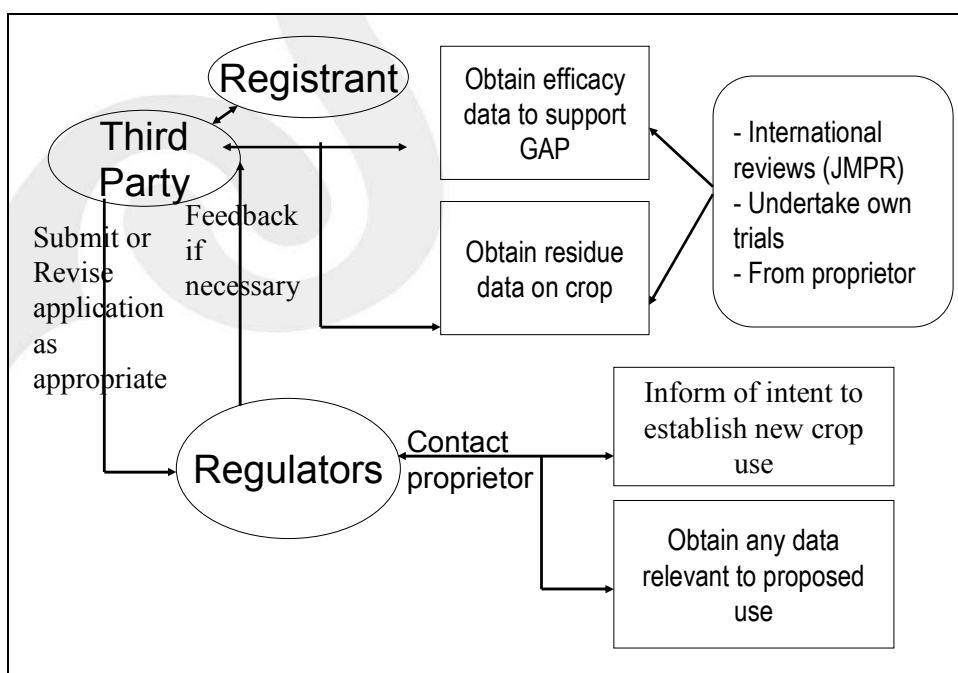 Registrant
Third
Party
Obtain efficacy
data to support
GAP
- International
reviews (JMPR)
- Undertake own
trials
- From proprietor
Submit or
Revise
application
as
appropriate
Feedback
if
necessary
Obtain residue
data on crop
Regulators
Contact
proprietor
Inform of intent to
establish new crop
use
Obtain any data
relevant to proposed
use